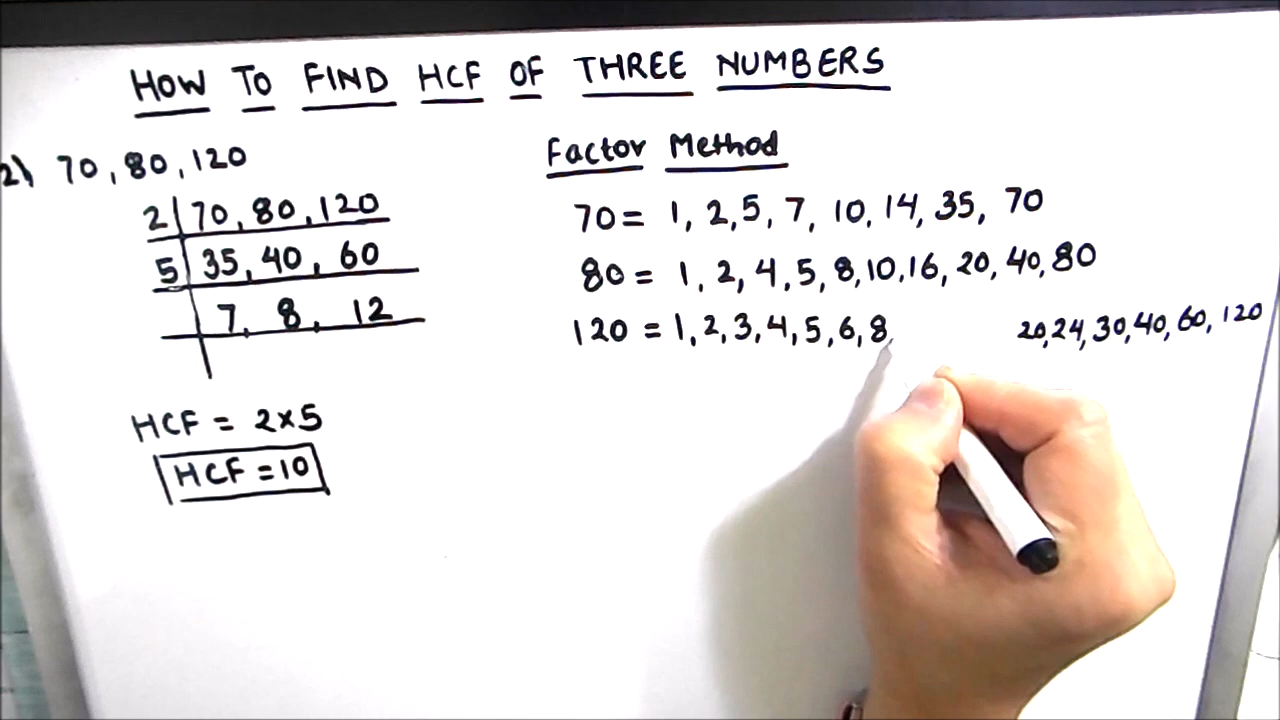 HOW TO FIND HCF OF THREE NUMBERS
2) 70, 80, 120
2 70, 80, 120
5 35, 40, 60
7, 8, 12
HCF = 2×5
HCF = 10
Factor Method
70 = 1, 2, 5, 7, 10, 14, 35, 70
80 = 1, 2, 4, 5, 8, 10, 16, 20, 40, 80
120 = 1, 2, 3, 4, 5, 6, 8, 20, 24, 30, 40, 60, 120